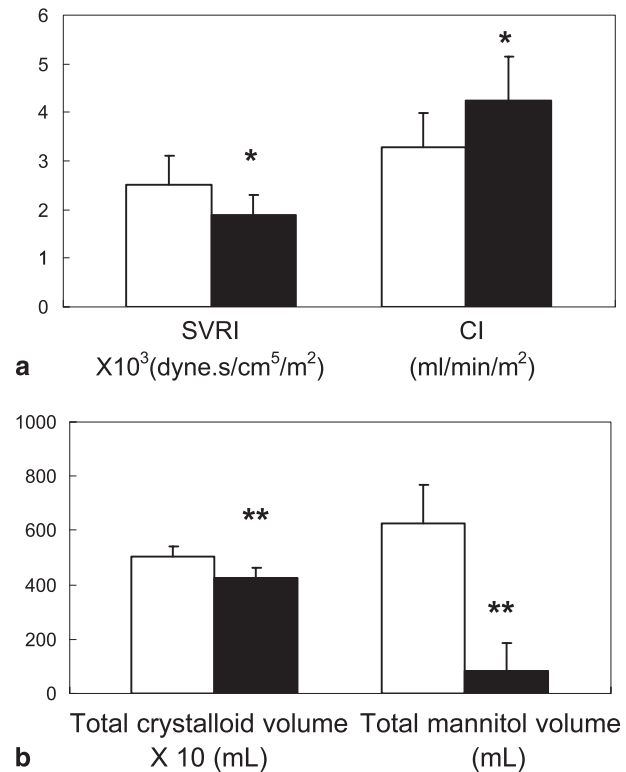 6
5
4
3
2
1
0
*
*
SVRI
CI
a
X10³(dyne.s/cm⁵/m²)
(ml/min/m²)
1000
800
600
400
200
0
**
**
Total crystalloid volume
Total mannitol volume
b
X 10 (mL)
(mL)